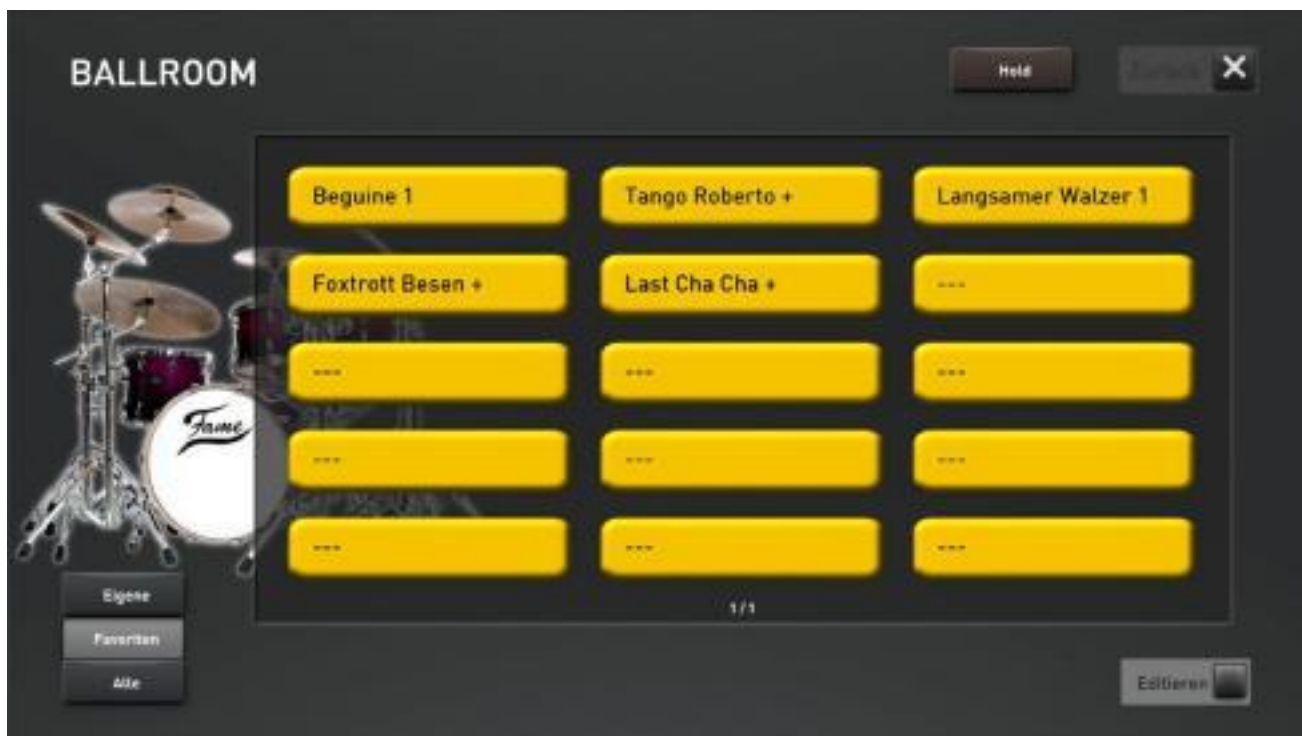 BALLROOM
Hold
Zurück
Beguine 1
Tango Roberto +
Langsamer Walzer 1
Foxtrott Besen +
Last Cha Cha +
---
---
---
---
---
---
---
---
---
---
Fame
1/1
Eigene
Favoriten
Alle
Editieren